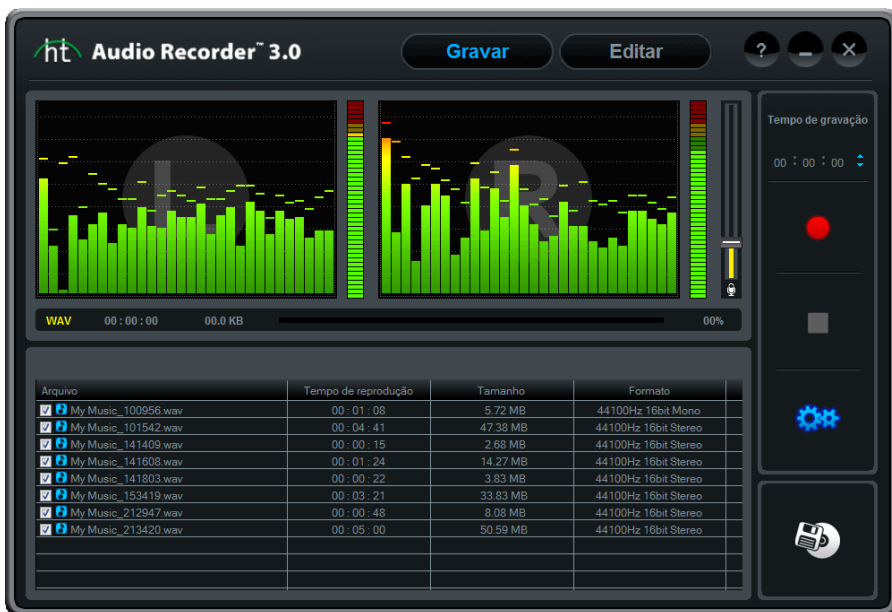 ht Audio Recorder™ 3.0 Gravar Editar ?
L R
Tempo de gravação
00 : 00 : 00
WAV 00 : 00 : 00 00.0 KB 00%
Arquivo Tempo de reprodução Tamanho Formato
My Music_100956.wav 00 : 01 : 08 5.72 MB 44100Hz 16bit Mono
My Music_101542.wav 00 : 04 : 41 47.38 MB 44100Hz 16bit Stereo
My Music_141409.wav 00 : 00 : 15 2.68 MB 44100Hz 16bit Stereo
My Music_141608.wav 00 : 01 : 24 14.27 MB 44100Hz 16bit Stereo
My Music_141803.wav 00 : 00 : 22 3.83 MB 44100Hz 16bit Stereo
My Music_153419.wav 00 : 03 : 21 33.83 MB 44100Hz 16bit Stereo
My Music_212947.wav 00 : 00 : 48 8.08 MB 44100Hz 16bit Stereo
My Music_213420.wav 00 : 05 : 00 50.59 MB 44100Hz 16bit Stereo